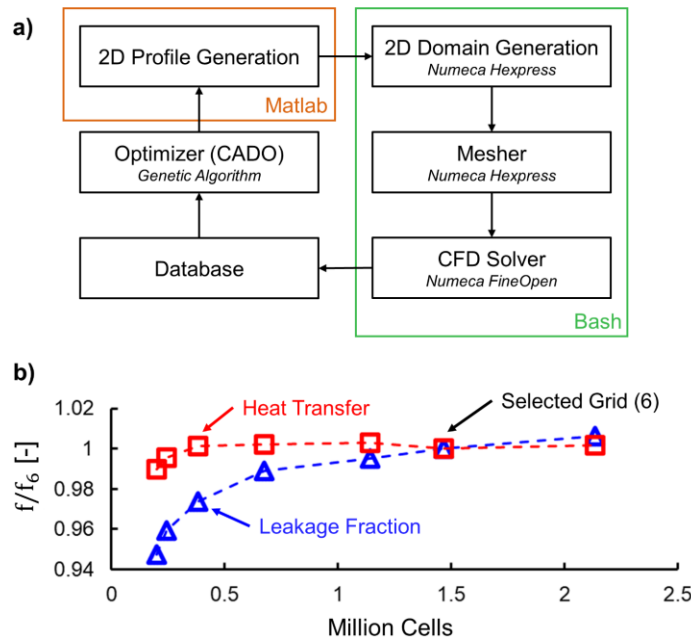 a)
2D Profile Generation
Matlab
2D Domain Generation
Numeca Hexpress
Optimizer (CADO)
Genetic Algorithm
Mesher
Numeca Hexpress
Database
CFD Solver
Numeca FineOpen
Bash
b)
f/f6 [-]
1.02
1
0.98
0.96
0.94
Heat Transfer
Selected Grid (6)
Leakage Fraction
0 0.5 1 1.5 2 2.5
Million Cells